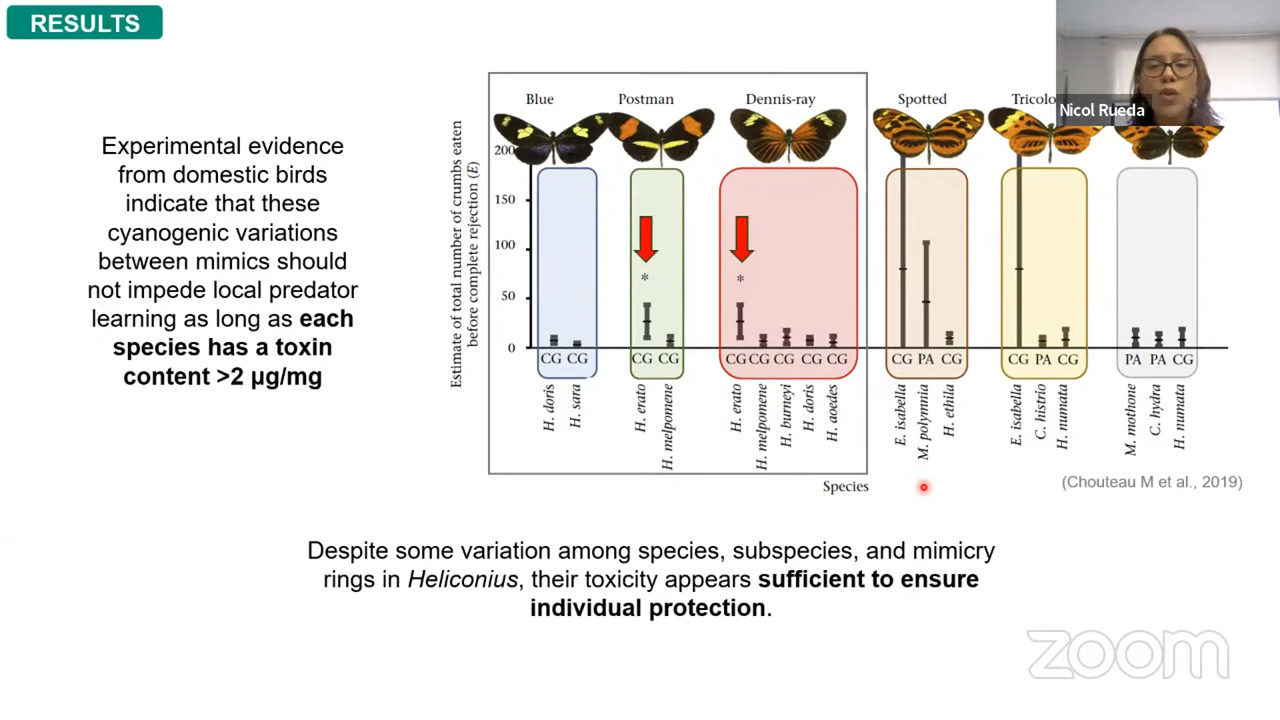 RESULTS
Experimental evidence
from domestic birds
indicate that these
cyanogenic variations
between mimics should
not impede local predator
learning as long as each
species has a toxin
content >2 µg/mg
Blue
Postman
Dennis-ray
Spotted
Tricolo
Nicol Rueda
Estimate of total number of crumbs eaten
before complete rejection (E)
200
150
100
50
0
CG CG
CG CG
CG CG CG CG CG
CG PA CG
CG PA CG
PA PA CG
H. doris
H. sara
H. erato
H. melpomene
H. erato
H. melpomene
H. burneyi
H. doris
H. aoedes
E. isabella
M. polymnia
H. ethila
E. isabella
C. histrio
H. numata
M. mothone
C. hydra
H. numata
* 
*
Species
(Chouteau M et al., 2019)
Despite some variation among species, subspecies, and mimicry
rings in Heliconius, their toxicity appears sufficient to ensure
individual protection.
zoom